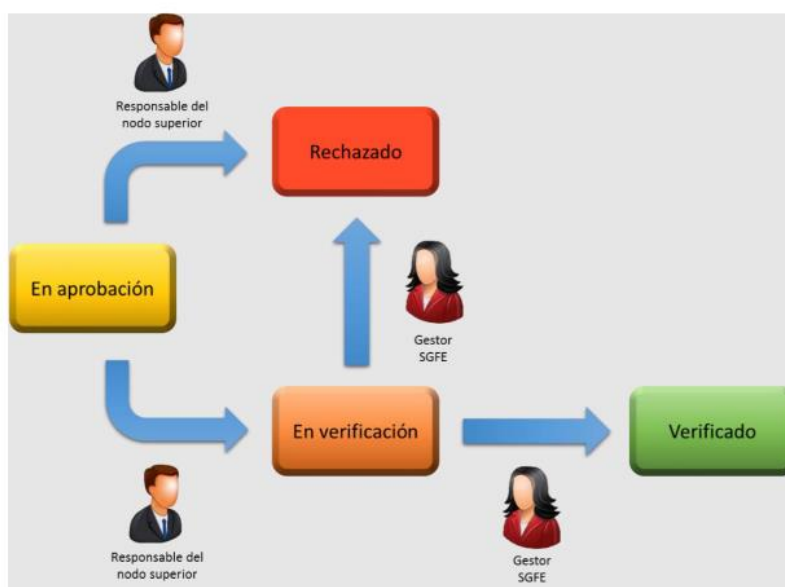 Responsable del
nodo superior
Rechazado
En aprobación
Gestor
SGFE
En verificación
Verificado
Responsable del
nodo superior
Gestor
SGFE